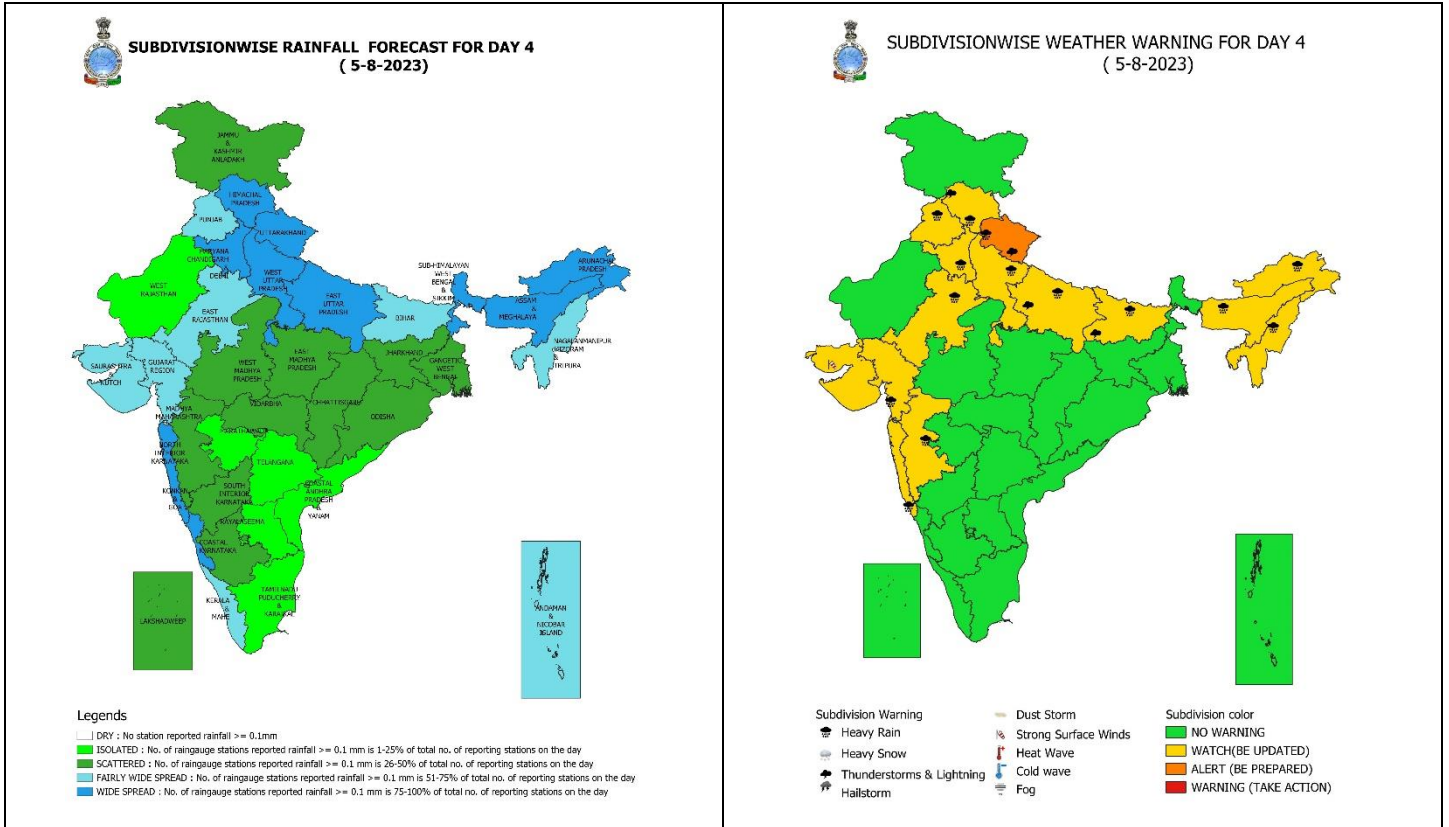 SUBDIVISIONWISE RAINFALL FORECAST FOR DAY 4
( 5-8-2023)
JAMMU
&
KASHMIR
ANLADAKH
HIMACHAL
PRADESH
PUNJAB
UTTARAKHAND
HARYANA
CHANDIGARH
DELHI
WEST
UTTAR
PRADESH
WEST
RAJASTHAN
EAST
RAJASTHAN
EAST
UTTAR
PRADESH
BIHAR
SUB-HIMALAYAN
WEST
BENGAL
&
SIKKIM
ARUNACHAL
PRADESH
ASSAM
&
MEGHALAYA
NAGALANMANIPUR
MIZORAM
&
TRIPURA
SAURASHTRA
&
KUTCH
GUJARAT
REGION
WEST
MADHYA
PRADESH
EAST
MADHYA
PRADESH
JHARKHAND
GANGETIC
WEST
BENGAL
MADHYA
MAHARASHTRA
VIDARBHA
CHHATTISGARH
ODISHA
NORTH
INTERIOR
KARNATAKA
TELANGANA
KONKAN
&
GOA
SOUTH
INTERIOR
KARNATAKA
COASTAL
ANDHRA
PRADESH
&
YANAM
RAYALASEEMA
COASTAL
KARNATAKA
KERALA
&
MAHE
TAMILNADU
PUDUCHERRY
&
KARAIKAL
LAKSHADWEEP
ANDAMAN
&
NICOBAR
ISLAND
Legends
DRY : No station reported rainfall >= 0.1mm
ISOLATED : No. of raingauge stations reported rainfall >= 0.1 mm is 1-25% of total no. of reporting stations on the day
SCATTERED : No. of raingauge stations reported rainfall >= 0.1 mm is 26-50% of total no. of reporting stations on the day
FAIRLY WIDE SPREAD : No. of raingauge stations reported rainfall >= 0.1 mm is 51-75% of total no. of reporting stations on the day
WIDE SPREAD : No. of raingauge stations reported rainfall >= 0.1 mm is 75-100% of total no. of reporting stations on the day
SUBDIVISIONWISE WEATHER WARNING FOR DAY 4
( 5-8-2023)
Subdivision Warning
Heavy Rain
Heavy Snow
Thunderstorms & Lightning
Hailstorm
Dust Storm
Strong Surface Winds
Heat Wave
Cold wave
Fog
Subdivision color
NO WARNING
WATCH(BE UPDATED)
ALERT (BE PREPARED)
WARNING (TAKE ACTION)